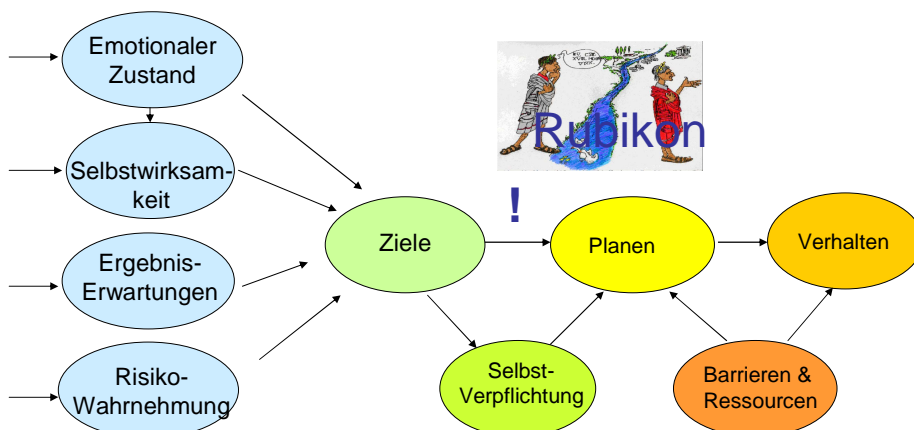 Emotionaler
Zustand
Selbstwirksam-
keit
Ergebnis-
Erwartungen
Risiko-
Wahrnehmung
Ziele
Rubikon
!
Planen
Verhalten
Selbst-
Verpflichtung
Barrieren &
Ressourcen